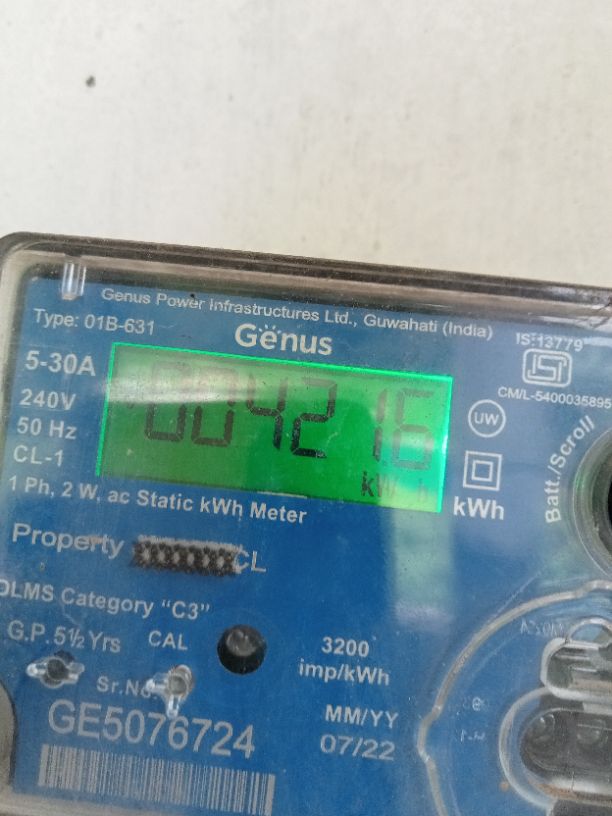 Genus Power Infrastructures Ltd., Guwahati (India)
Type: 01B-631
Genus
IS:13779
5-30A
004216
CM/L-5400035895
240V
UW
50 Hz
kWh
CL-1
kWh
Batt./Scroll
1 Ph, 2 W, ac Static kWh Meter
Property
CL
DLMS Category "C3"
G.P.5½ Yrs
CAL
3200
imp/kWh
Sr.No.
GE5076724
MM/YY
07/22